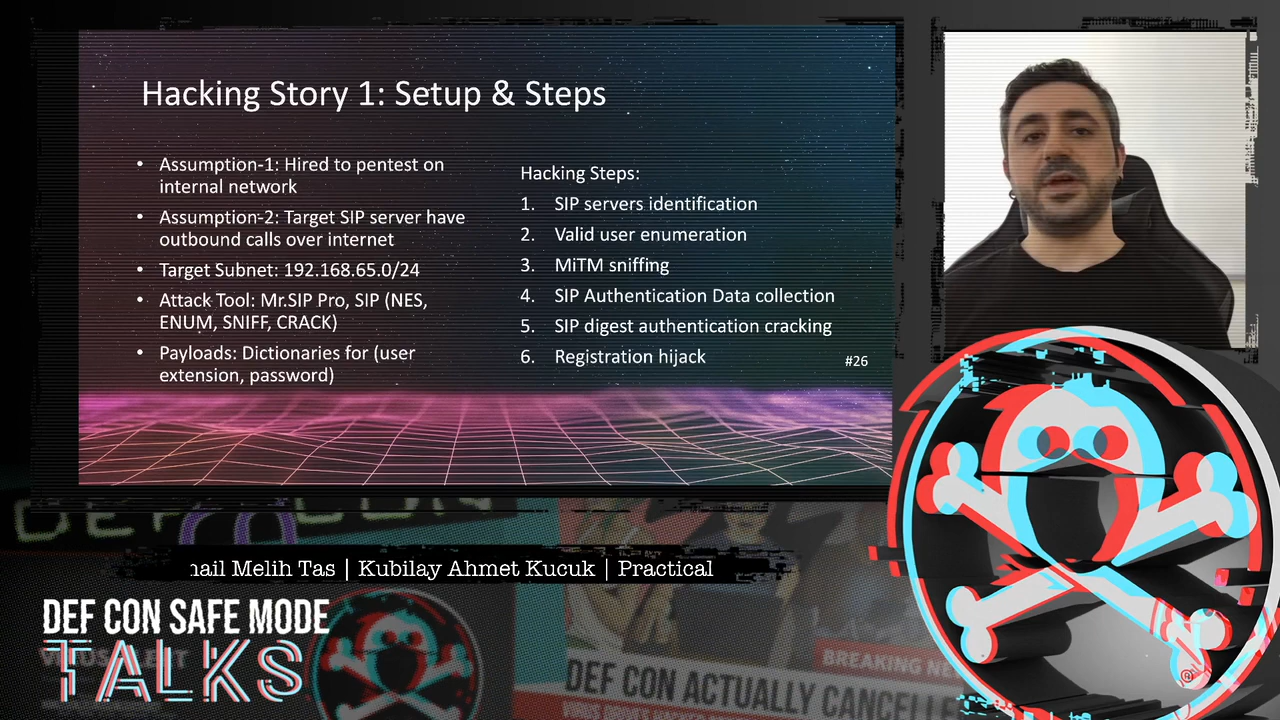 Hacking Story 1: Setup & Steps
• Assumption-1: Hired to pentest on
internal network
• Assumption-2: Target SIP server have
outbound calls over internet
• Target Subnet: 192.168.65.0/24
• Attack Tool: Mr.SIP Pro, SIP (NES,
ENUM, SNIFF, CRACK)
• Payloads: Dictionaries for (user
extension, password)
Hacking Steps:
1. SIP servers identification
2. Valid user enumeration
3. MiTM sniffing
4. SIP Authentication Data collection
5. SIP digest authentication cracking
6. Registration hijack
#26
DEF CON
nail Melih Tas | Kubilay Ahmet Kucuk | Practical
DEF CON SAFE MODE
TALKS
BREAKING NE
DEF CON ACTUALLY CANCELLE